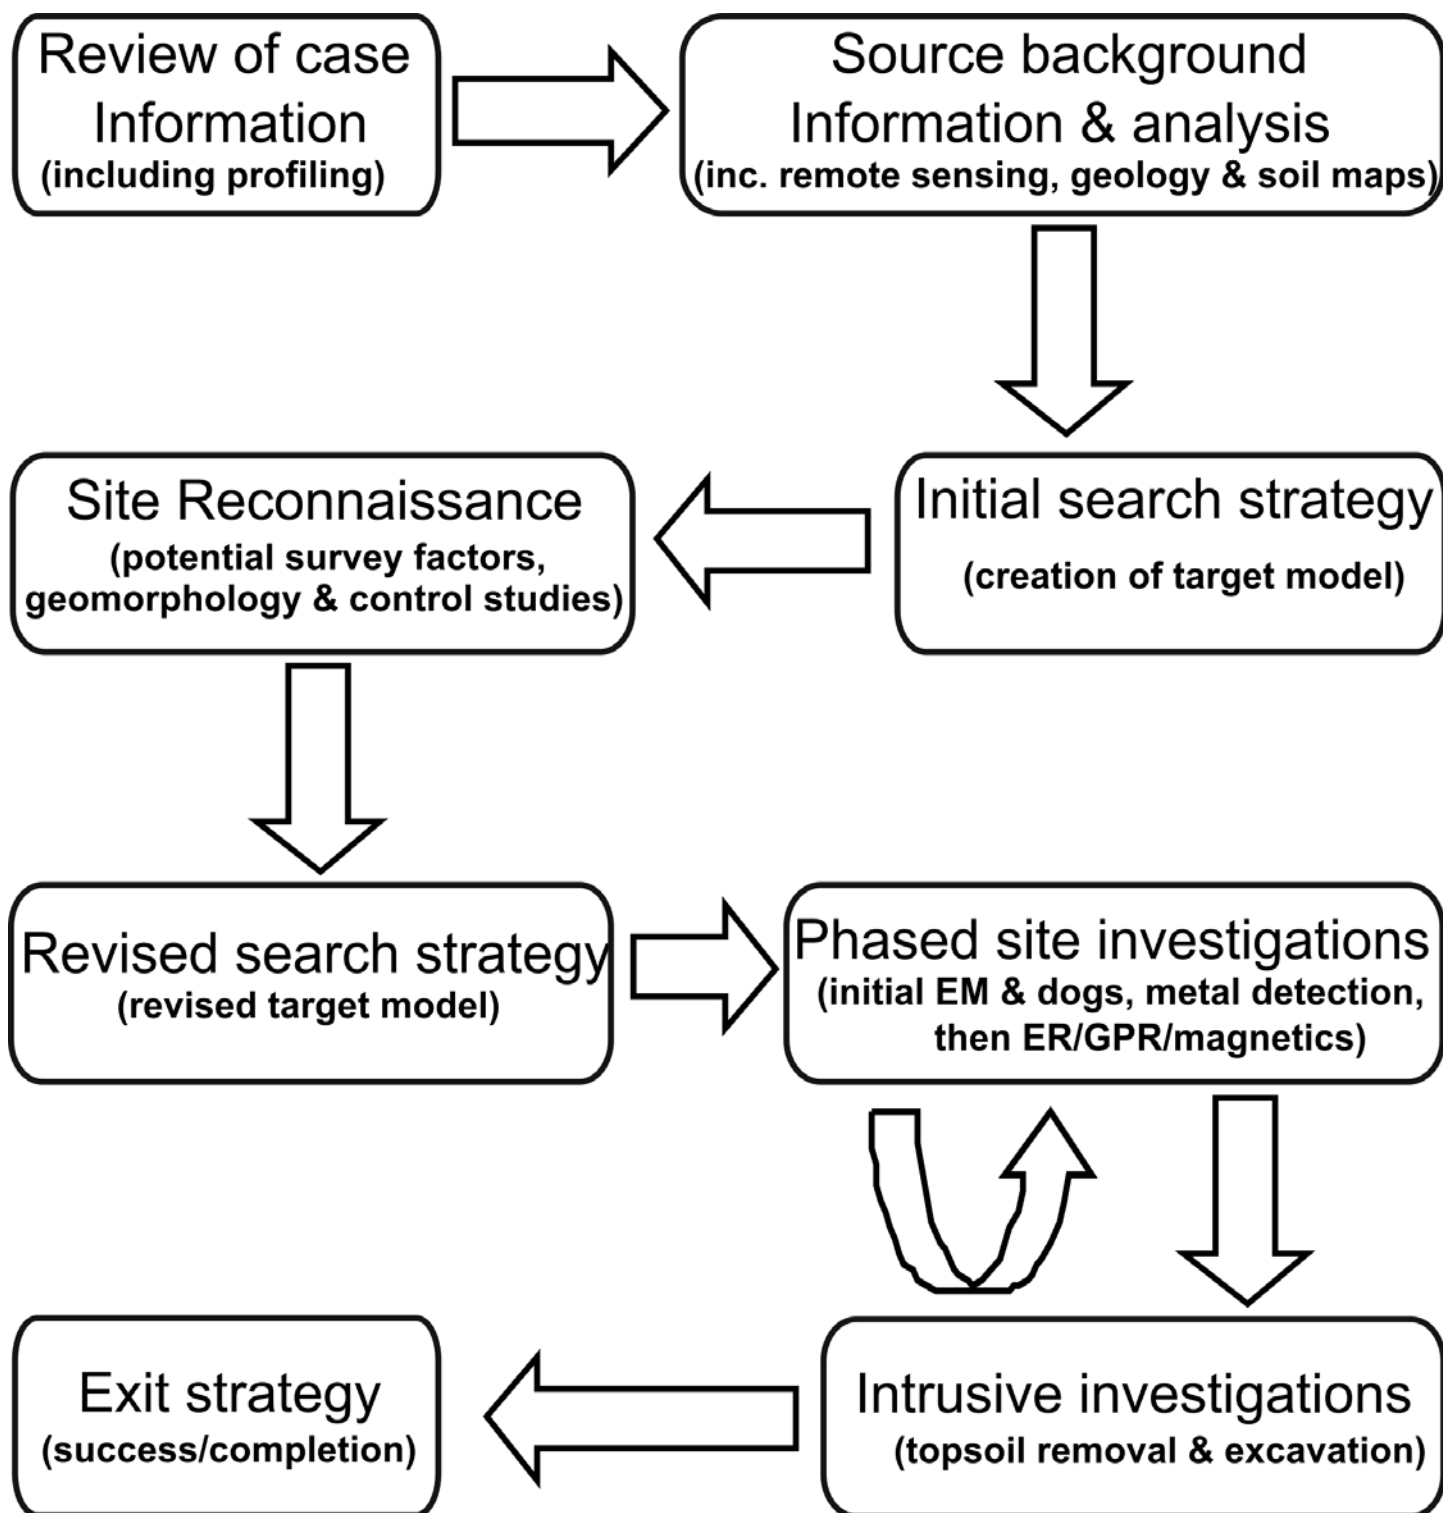 Review of case
Information
(including profiling)
Source background
Information & analysis
(inc. remote sensing, geology & soil maps)
Initial search strategy
(creation of target model)
Site Reconnaissance
(potential survey factors,
geomorphology & control studies)
Revised search strategy
(revised target model)
Phased site investigations
(initial EM & dogs, metal detection,
then ER/GPR/magnetics)
Intrusive investigations
(topsoil removal & excavation)
Exit strategy
(success/completion)